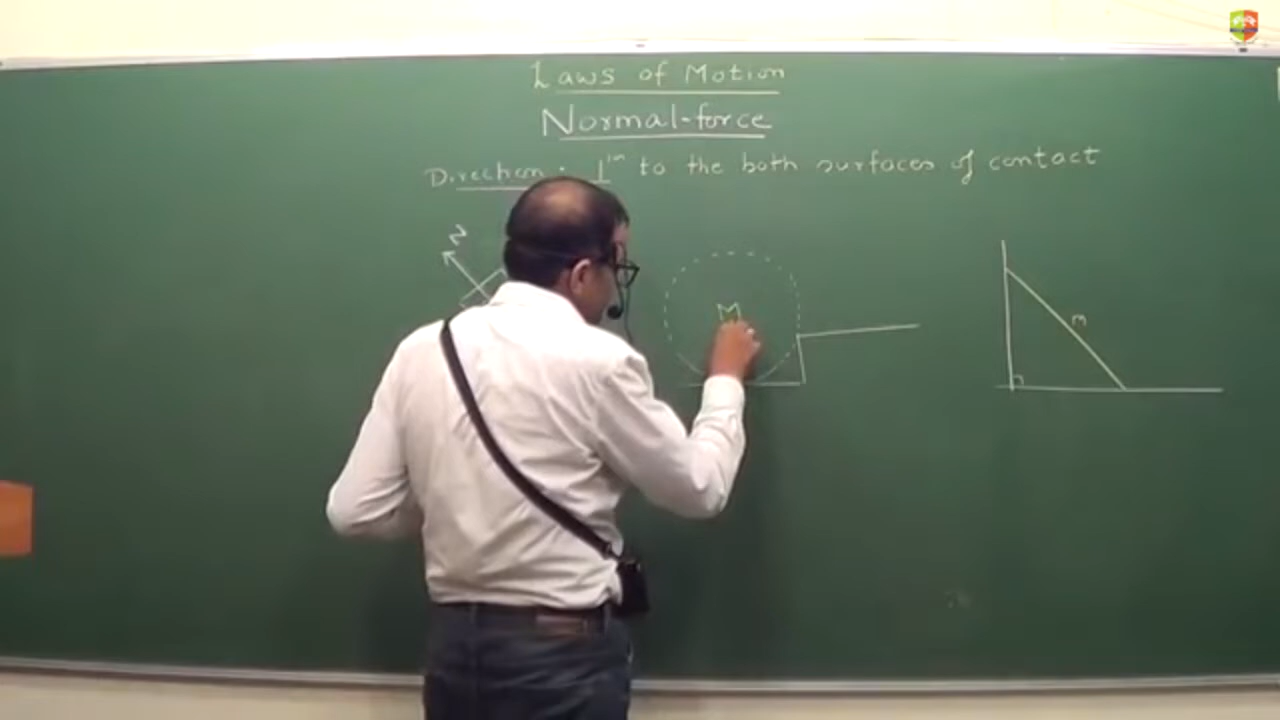 Laws of Motion
Normal-force
Direction: ⊥ʳ to the both surfaces of contact
N
M
m